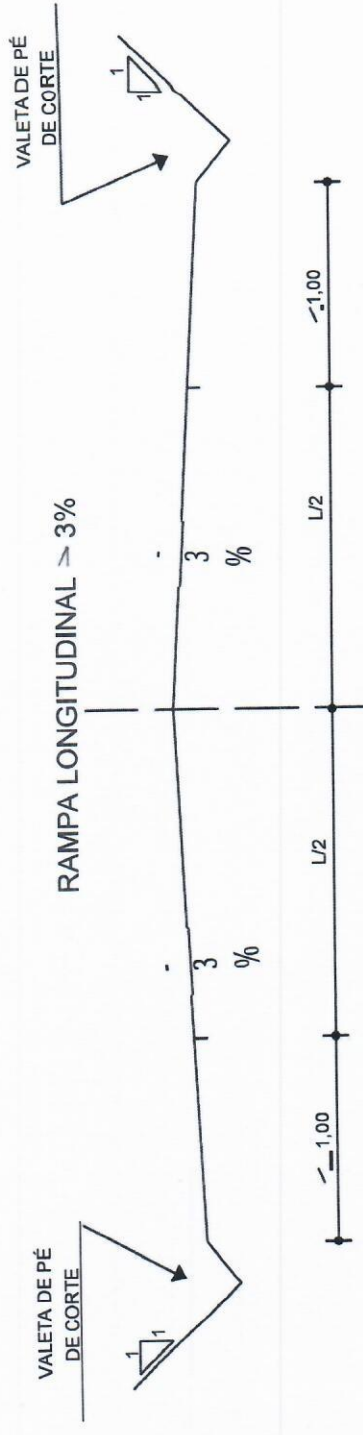 VALETA DE PÉ
DE CORTE
1
1
RAMPA LONGITUDINAL > 3%
VALETA DE PÉ
DE CORTE
1
1
-
3
%
-
3
%
1,00
L/2
L/2
1,00